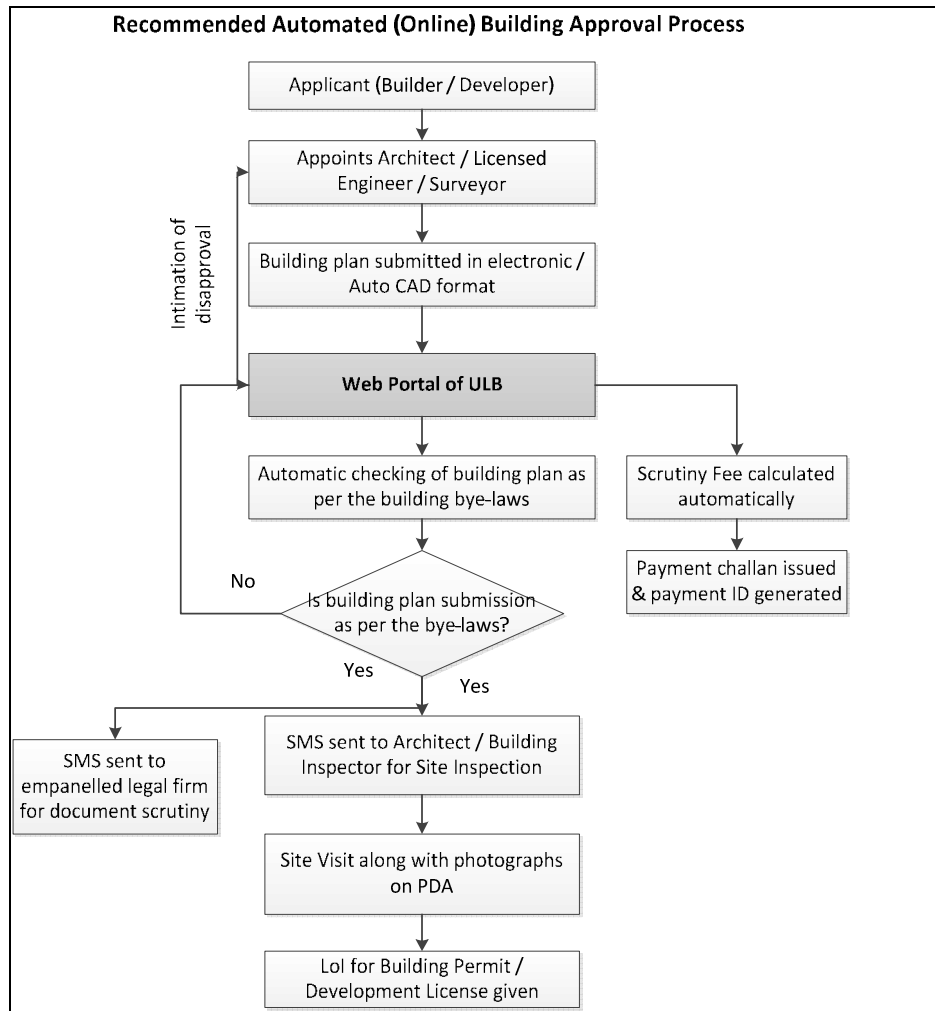 Recommended Automated (Online) Building Approval Process
Applicant (Builder / Developer)
Appoints Architect / Licensed
Engineer / Surveyor
Intimation of
disapproval
Building plan submitted in electronic /
Auto CAD format
Web Portal of ULB
Automatic checking of building plan as
per the building bye-laws
Scrutiny Fee calculated
automatically
Payment challan issued
& payment ID generated
No
Is building plan submission
as per the bye-laws?
Yes
Yes
SMS sent to
empanelled legal firm
for document scrutiny
SMS sent to Architect / Building
Inspector for Site Inspection
Site Visit along with photographs
on PDA
LoI for Building Permit /
Development License given